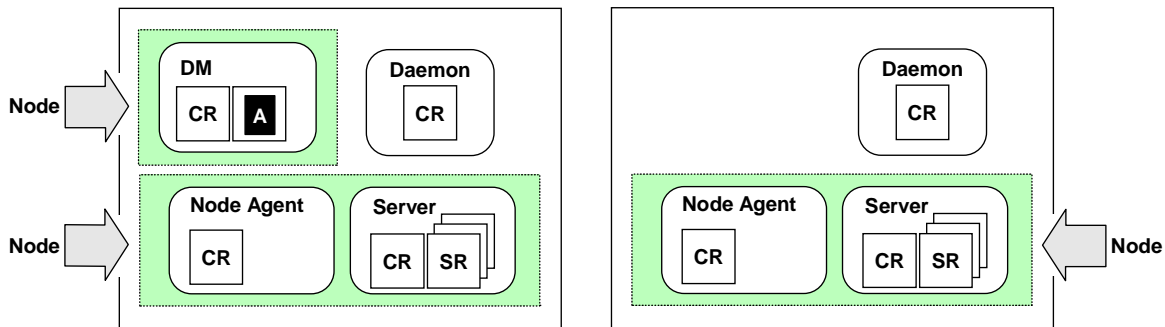 DM
Daemon
CR
A
CR
Node
Node Agent
Server
CR
CR
SR
Node
Daemon
CR
Node Agent
Server
CR
CR
SR
Node